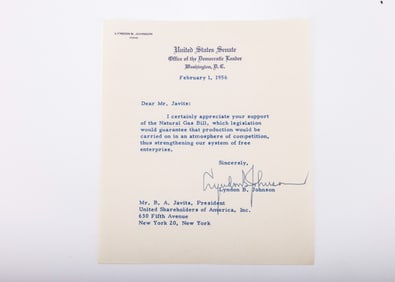 LYNDON B. JOHNSON
TEXAS
United States Senate
Office of the Democratic Leader
Washington, D.C.
February 1, 1956
Dear Mr. Javits:
I certainly appreciate your support
of the Natural Gas Bill, which legislation
would guarantee that production would be
carried on in an atmosphere of competition,
thus strengthening our system of free
enterprise.
Sincerely,
Lyndon B Johnson
Lyndon B. Johnson
Mr. B. A. Javits, President
United Shareholders of America, Inc.
630 Fifth Avenue
New York 20, New York